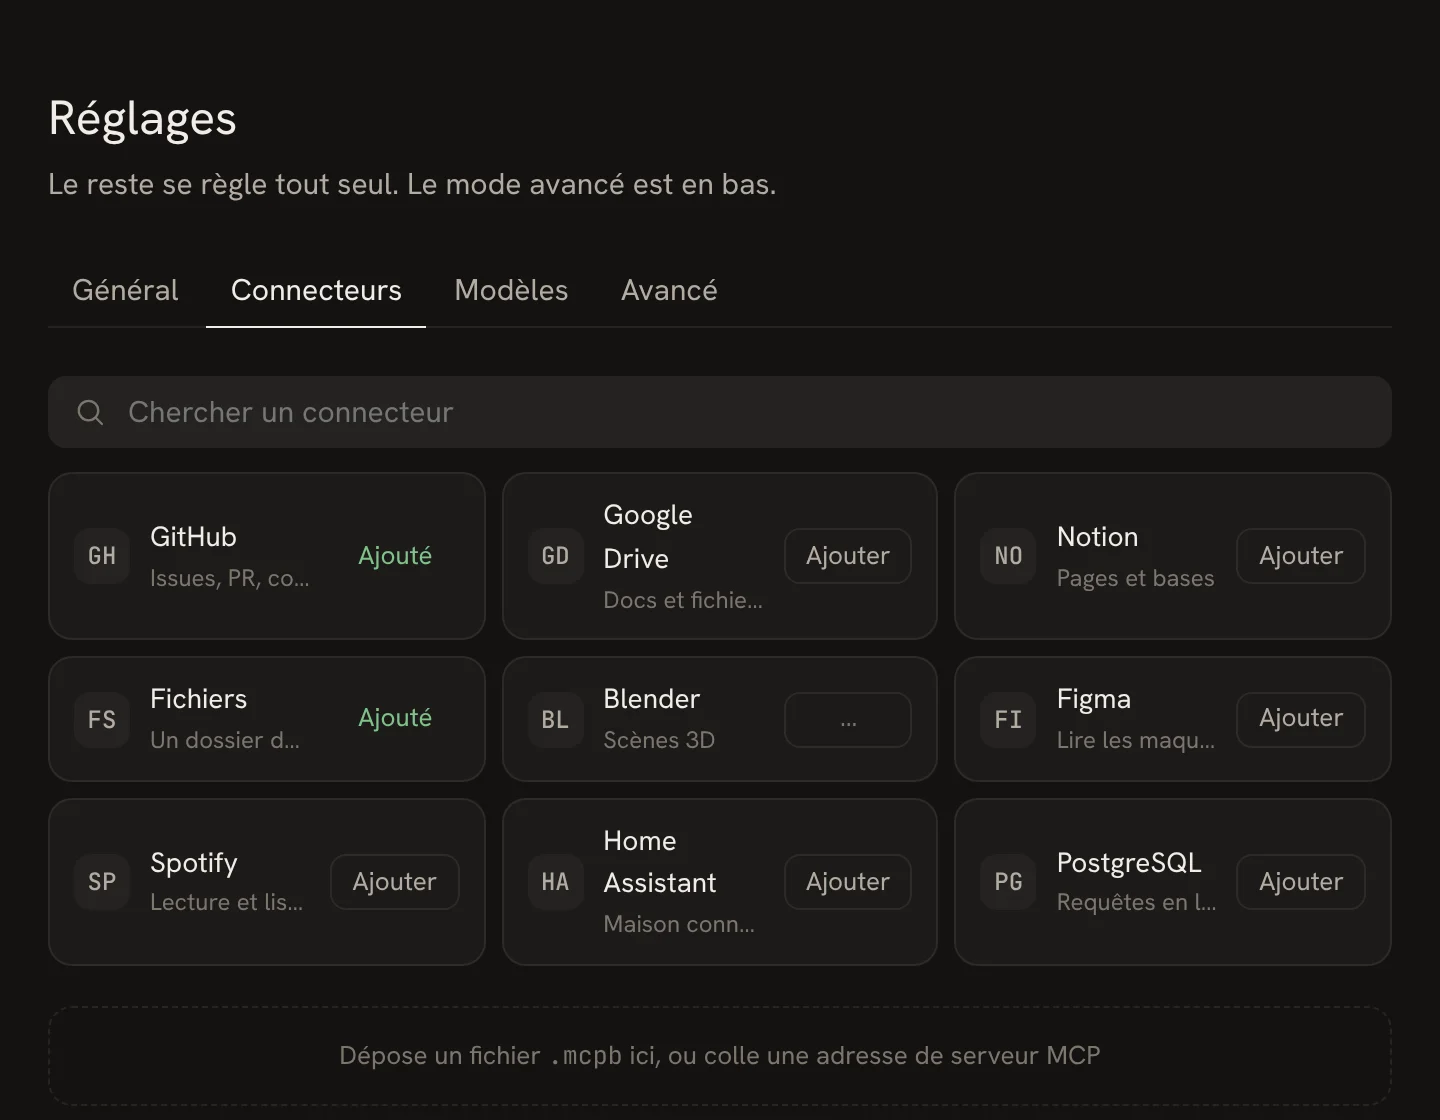 Réglages
Le reste se règle tout seul. Le mode avancé est en bas.
Général
Connecteurs
Modèles
Avancé
Chercher un connecteur
GH
GitHub
Issues, PR, co...
Ajouté
GD
Google
Drive
Docs et fichie...
Ajouter
NO
Notion
Pages et bases
Ajouter
FS
Fichiers
Un dossier d...
Ajouté
BL
Blender
Scènes 3D
...
FI
Figma
Lire les maqu...
Ajouter
SP
Spotify
Lecture et lis...
Ajouter
HA
Home
Assistant
Maison conn...
Ajouter
PG
PostgreSQL
Requêtes en l...
Ajouter
Dépose un fichier .mcpb ici, ou colle une adresse de serveur MCP